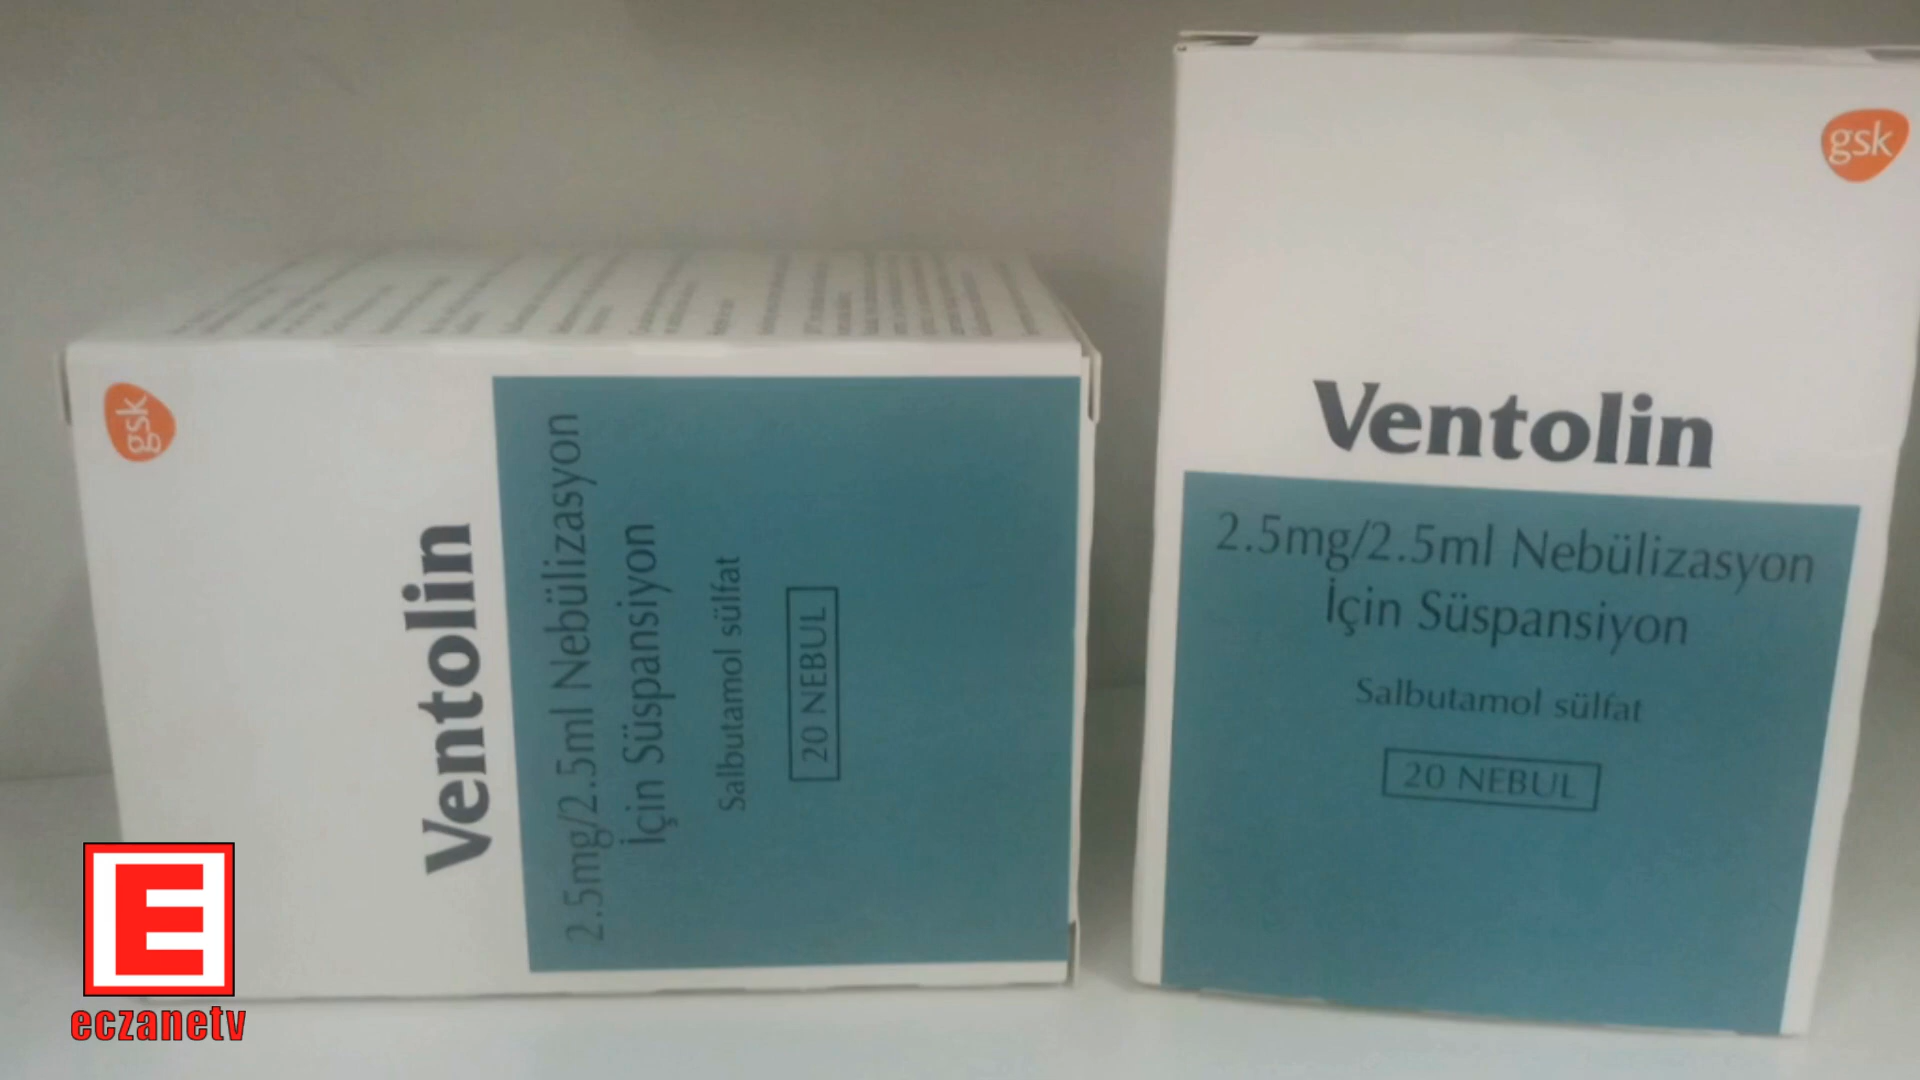 gsk
Ventolin
2.5mg/2.5ml Nebülizasyon
İçin Süspansiyon
Salbutamol sülfat
20 NEBUL
gsk
Ventolin
2.5mg/2.5ml Nebülizasyon
İçin Süspansiyon
Salbutamol sülfat
20 NEBUL
E
eczanetv